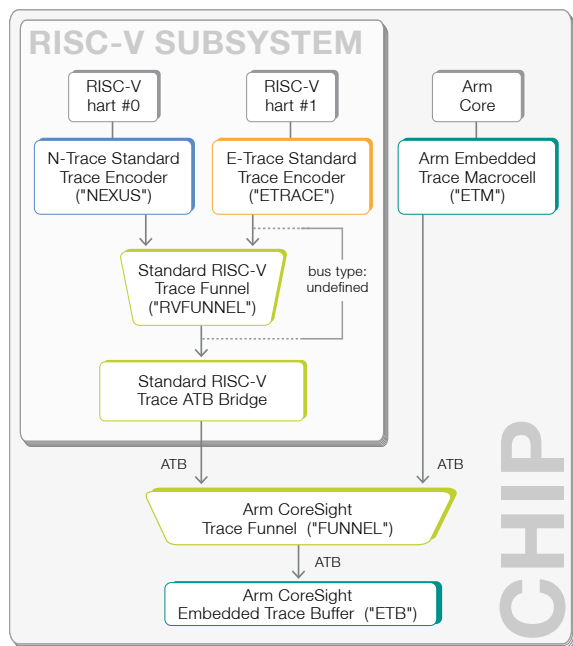 RISC-V SUBSYSTEM
RISC-V
hart #0
RISC-V
hart #1
Arm
Core
N-Trace Standard
Trace Encoder
("NEXUS")
E-Trace Standard
Trace Encoder
("ETRACE")
Arm Embedded
Trace Macrocell
("ETM")
Standard RISC-V
Trace Funnel
("RVFUNNEL")
bus type:
undefined
Standard RISC-V
Trace ATB Bridge
ATB
ATB
Arm CoreSight
Trace Funnel ("FUNNEL")
ATB
Arm CoreSight
Embedded Trace Buffer ("ETB")
CHIP